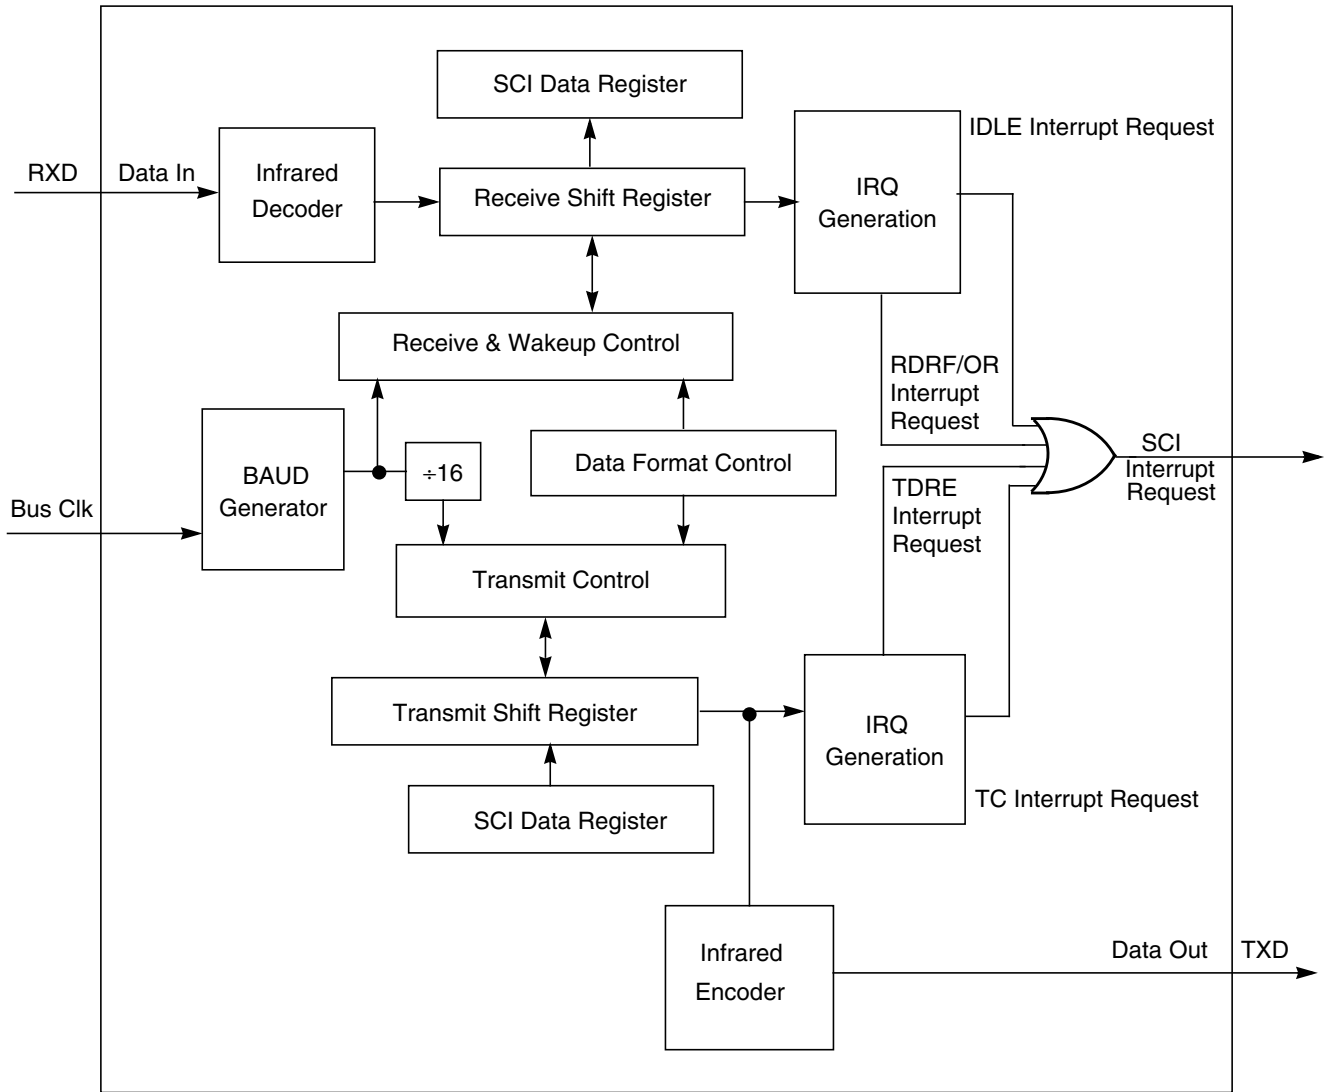 SCI Data Register
IDLE Interrupt Request
RXD
Data In
Infrared
Decoder
Receive Shift Register
IRQ
Generation
Receive & Wakeup Control
RDRF/OR
Interrupt
Request
BAUD
Generator
÷16
Data Format Control
SCI
Interrupt
Request
Bus Clk
TDRE
Interrupt
Request
Transmit Control
Transmit Shift Register
IRQ
Generation
TC Interrupt Request
SCI Data Register
Infrared
Encoder
Data Out
TXD